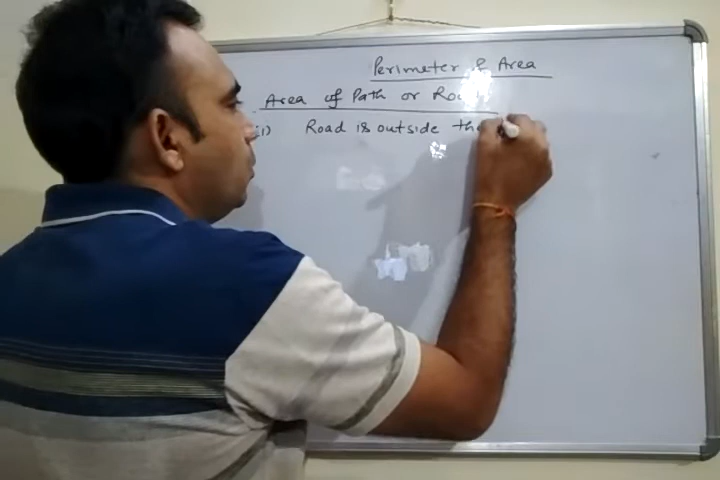 Perimeter & Area
Area of Path or Road
(i) Road is outside the